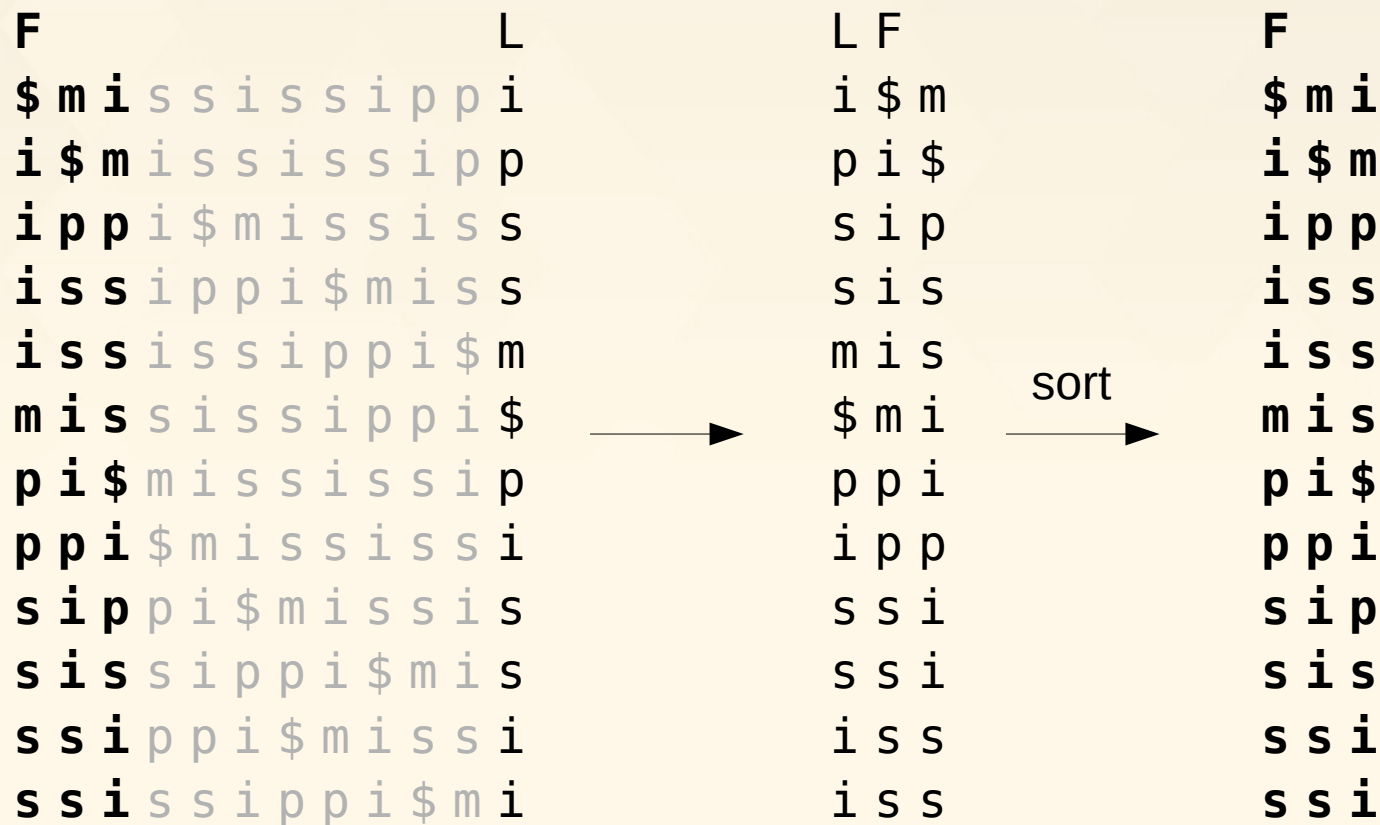 F L L F F
$ m i s s i s s i p p i i $ m $ m i
i $ m i s s i s s i p p p i $ i $ m
i p p i $ m i s s i s s s i p i p p
i s s i p p i $ m i s s s i s i s s
i s s i s s i p p i $ m m i s i s s
sort
m i s s i s s i p p i $ $ m i m i s
p i $ m i s s i s s i p p p i p i $
p p i $ m i s s i s s i i p p p p i
s i p p i $ m i s s i s s s i s i p
s i s s i p p i $ m i s s s i s i s
s s i p p i $ m i s s i i s s s s i
s s i s s i p p i $ m i i s s s s i